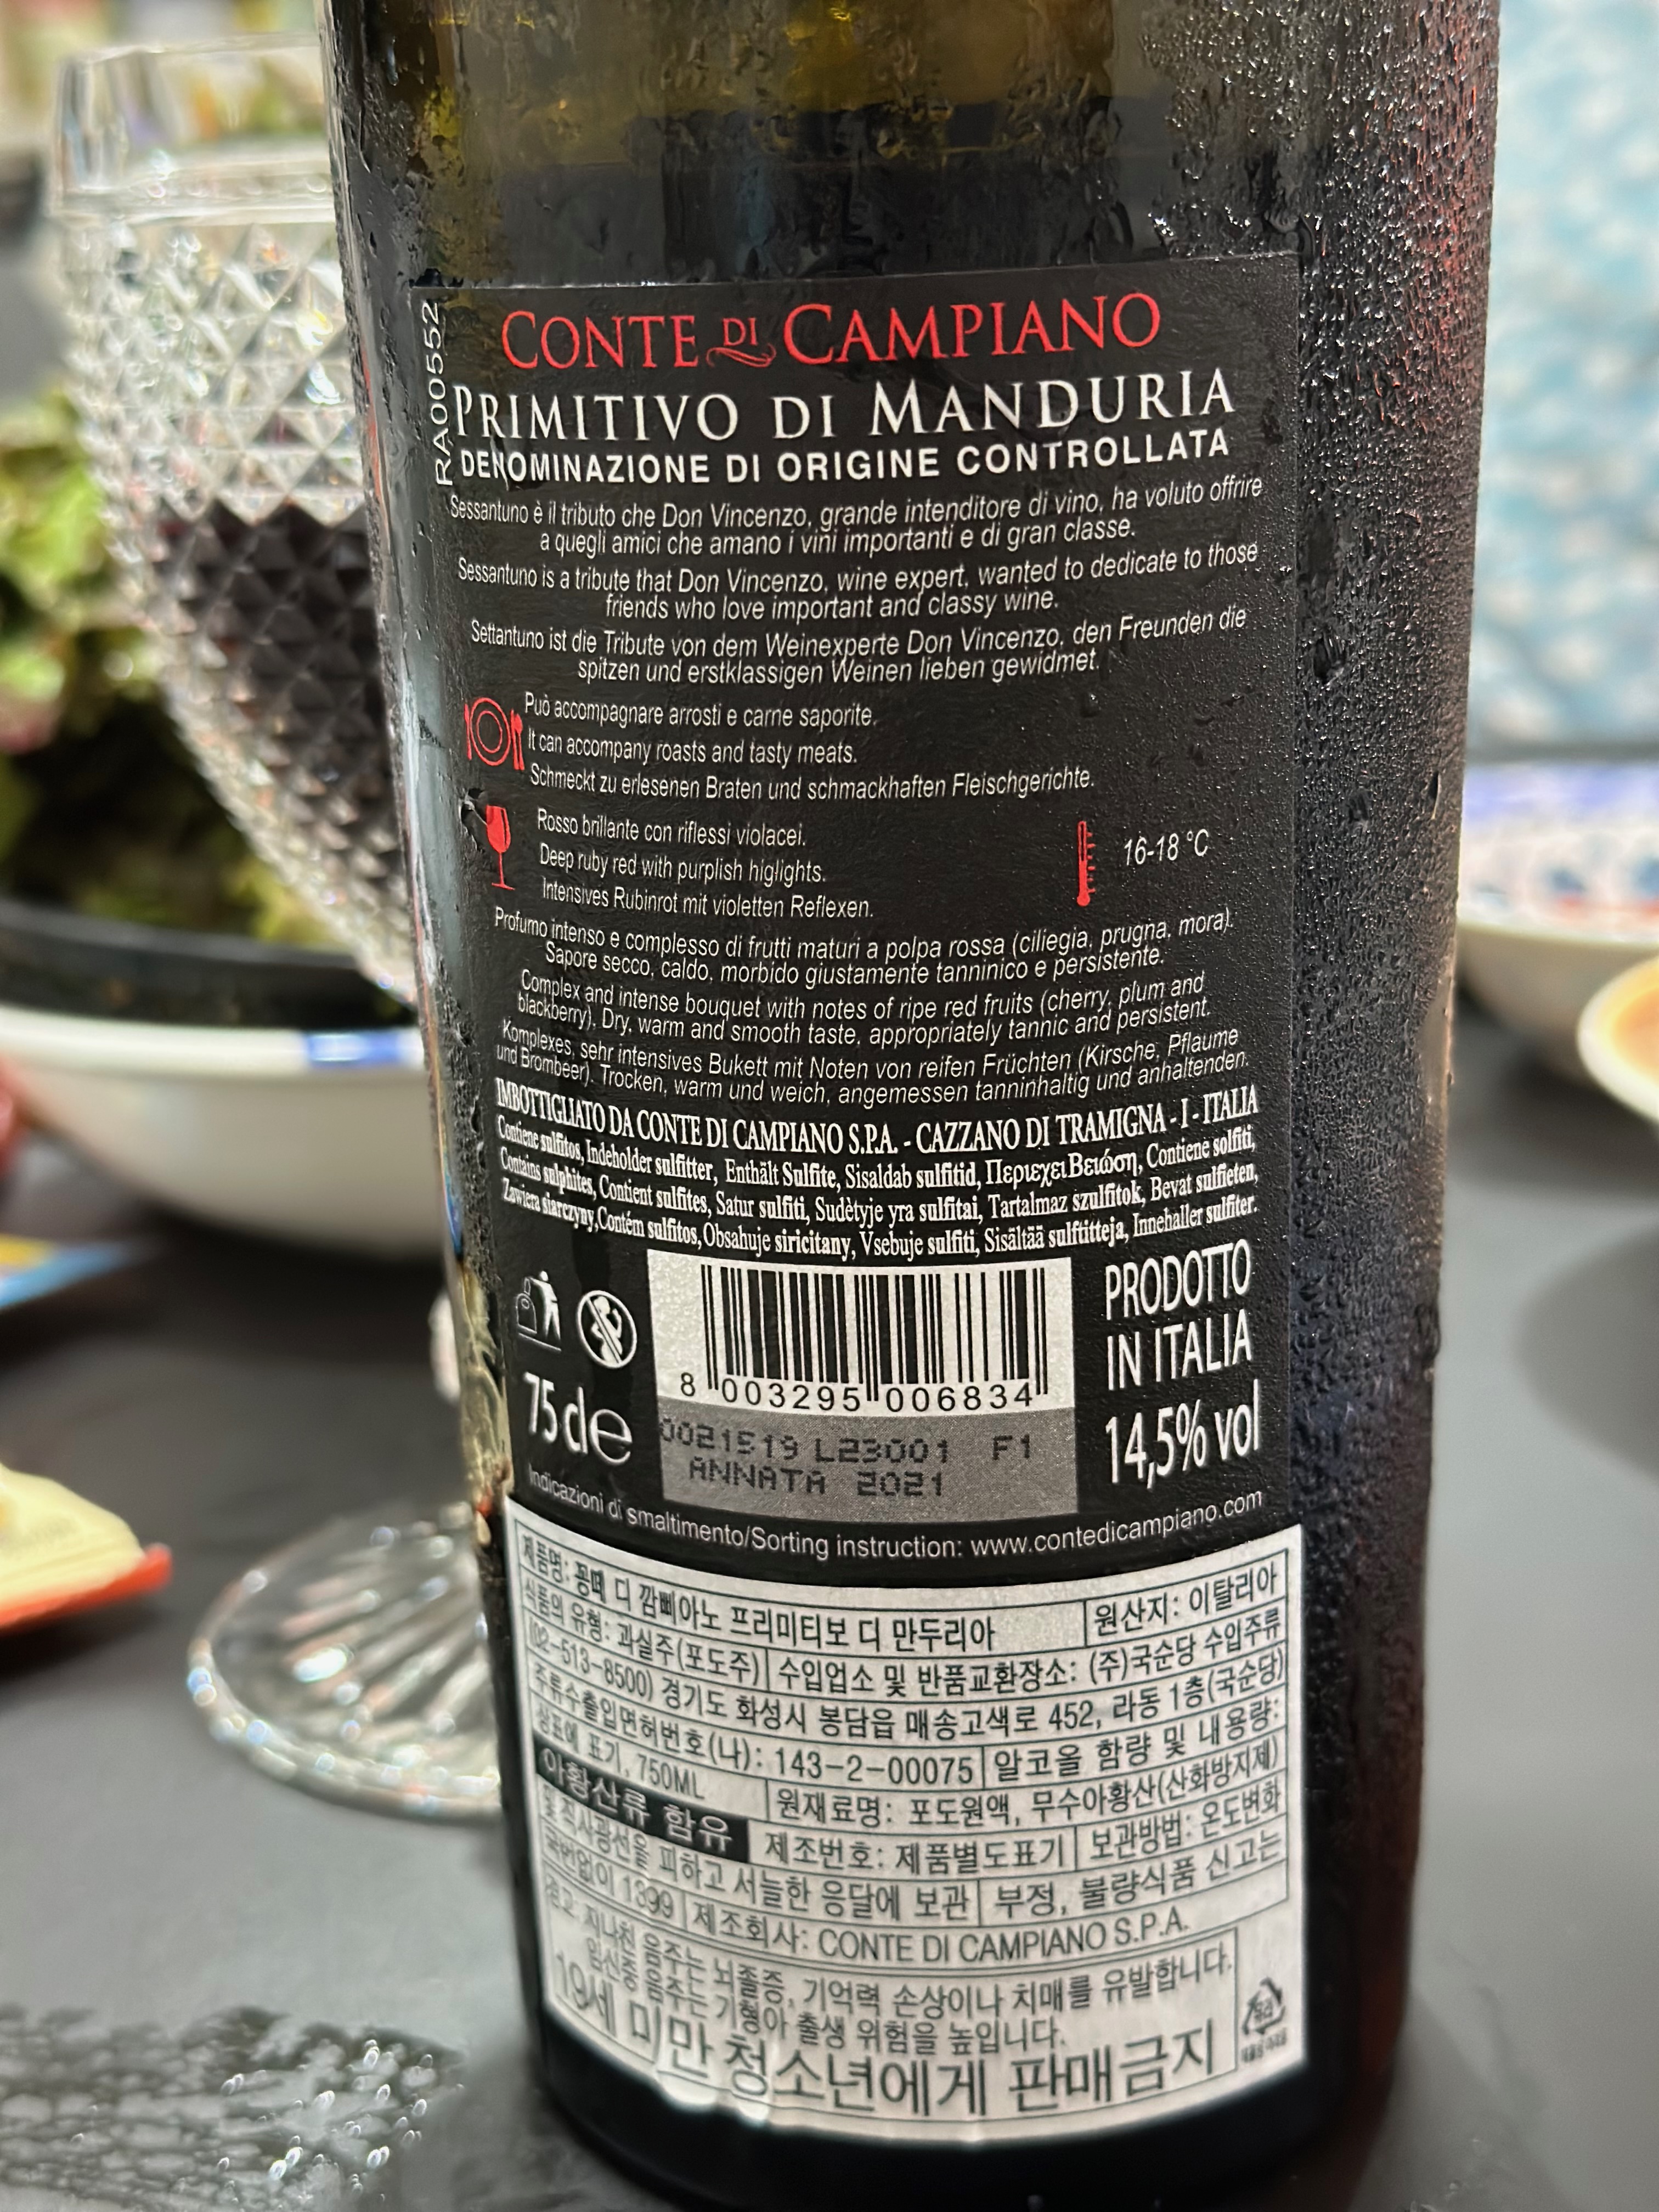 RA00552
CONTE DI CAMPIANO
PRIMITIVO DI MANDURIA
DENOMINAZIONE DI ORIGINE CONTROLLATA
Sessantuno è il tributo che Don Vincenzo, grande intenditore di vino, ha voluto offrire
a quegli amici che amano i vini importanti e di gran classe.
Sessantuno is a tribute that Don Vincenzo, wine expert, wanted to dedicate to those
friends who love important and classy wine.
Settantuno ist die Tribute von dem Weinexperte Don Vincenzo, den Freunden die
spitzen und erstklassigen Weinen lieben gewidmet.
Può accompagnare arrosti e carne saporite.
It can accompany roasts and tasty meats.
Schmeckt zu erlesenen Braten und schmackhaften Fleischgerichte.
Rosso brillante con riflessi violacei.
Deep ruby red with purplish higlights.
Intensives Rubinrot mit violetten Reflexen.
16-18 °C
Profumo intenso e complesso di frutti maturi a polpa rossa (ciliegia, prugna, mora).
Sapore secco, caldo, morbido giustamente tanninico e persistente.
Complex and intense bouquet with notes of ripe red fruits (cherry, plum and
blackberry). Dry, warm and smooth taste, appropriately tannic and persistent.
Komplexes, sehr intensives Bukett mit Noten von reifen Früchten (Kirsche, Pflaume
und Brombeer). Trocken, warm und weich, angemessen tanninhaltig und anhaltenden.
IMBOTTIGLIATO DA CONTE DI CAMPIANO S.P.A. - CAZZANO DI TRAMIGNA - I - ITALIA
Contiene sulfitos, Indeholder sulfitter, Enthält Sulfite, Sisaldab sulfitid, Περιεχει Βειώση, Contiene solfiti,
Contains sulphites, Contient sulfites, Satur sulfiti, Sudètyje yra sulfitai, Tartalmaz szulfitok, Bevat sulfieten,
Zawiera siarczyny, Contém sulfitos, Obsahuje siricitany, Vsebuje sulfiti, Sisältää sulftitteja, Innehaller sulfiter.
PRODOTTO
IN ITALIA
8 003295 006834
75 cl e
14,5% vol
0021519 L23001 F1
ANNATA 2021
Indicazioni di smaltimento/Sorting instruction: www.contedicampiano.com
제품명: 꽁떼 디 깜삐아노 프리미티보 디 만두리아 원산지: 이탈리아
식품의 유형: 과실주(포도주) 수입업소 및 반품교환장소: (주)국순당 수입주류
(02-513-8500) 경기도 화성시 봉담읍 매송고색로 452, 라동 1층(국순당)
주류수출입면허번호(나): 143-2-00075 알코올 함량 및 내용량:
상표에 표기, 750ML 원재료명: 포도원액, 무수아황산(산화방지제)
아황산류 함유 제조번호: 제품별도표기 보관방법: 온도변화
및 직사광선을 피하고 서늘한 응달에 보관 부정, 불량식품 신고는
국번없이 1399 제조회사: CONTE DI CAMPIANO S.P.A.
경고: 지나친 음주는 뇌졸중, 기억력 손상이나 치매를 유발합니다.
임신중 음주는 기형아 출생 위험을 높입니다.
19세 미만 청소년에게 판매금지